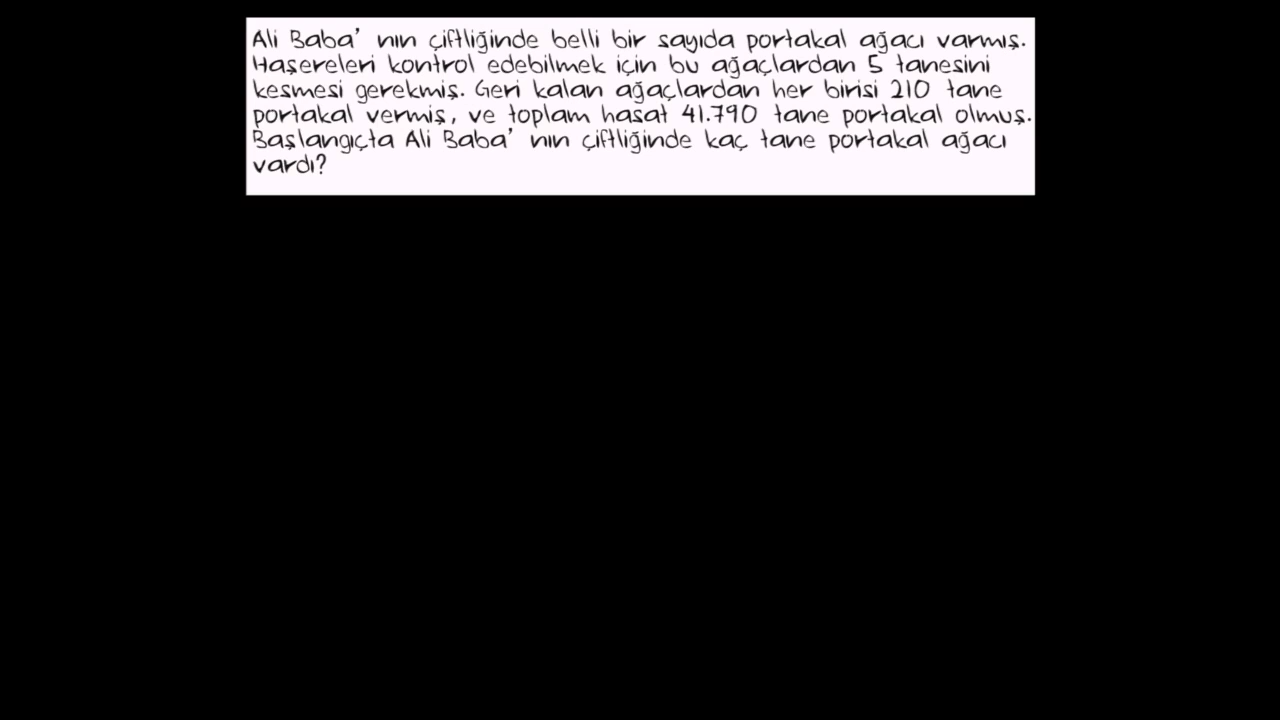 Ali Baba' nın çiftliğinde belli bir sayıda portakal ağacı varmış.
Haşereleri kontrol edebilmek için bu ağaçlardan 5 tanesini
kesmesi gerekmiş. Geri kalan ağaçlardan her birisi 210 tane
portakal vermiş, ve toplam hasat 41.790 tane portakal olmuş.
Başlangıçta Ali Baba' nın çiftliğinde kaç tane portakal ağacı
vardı?